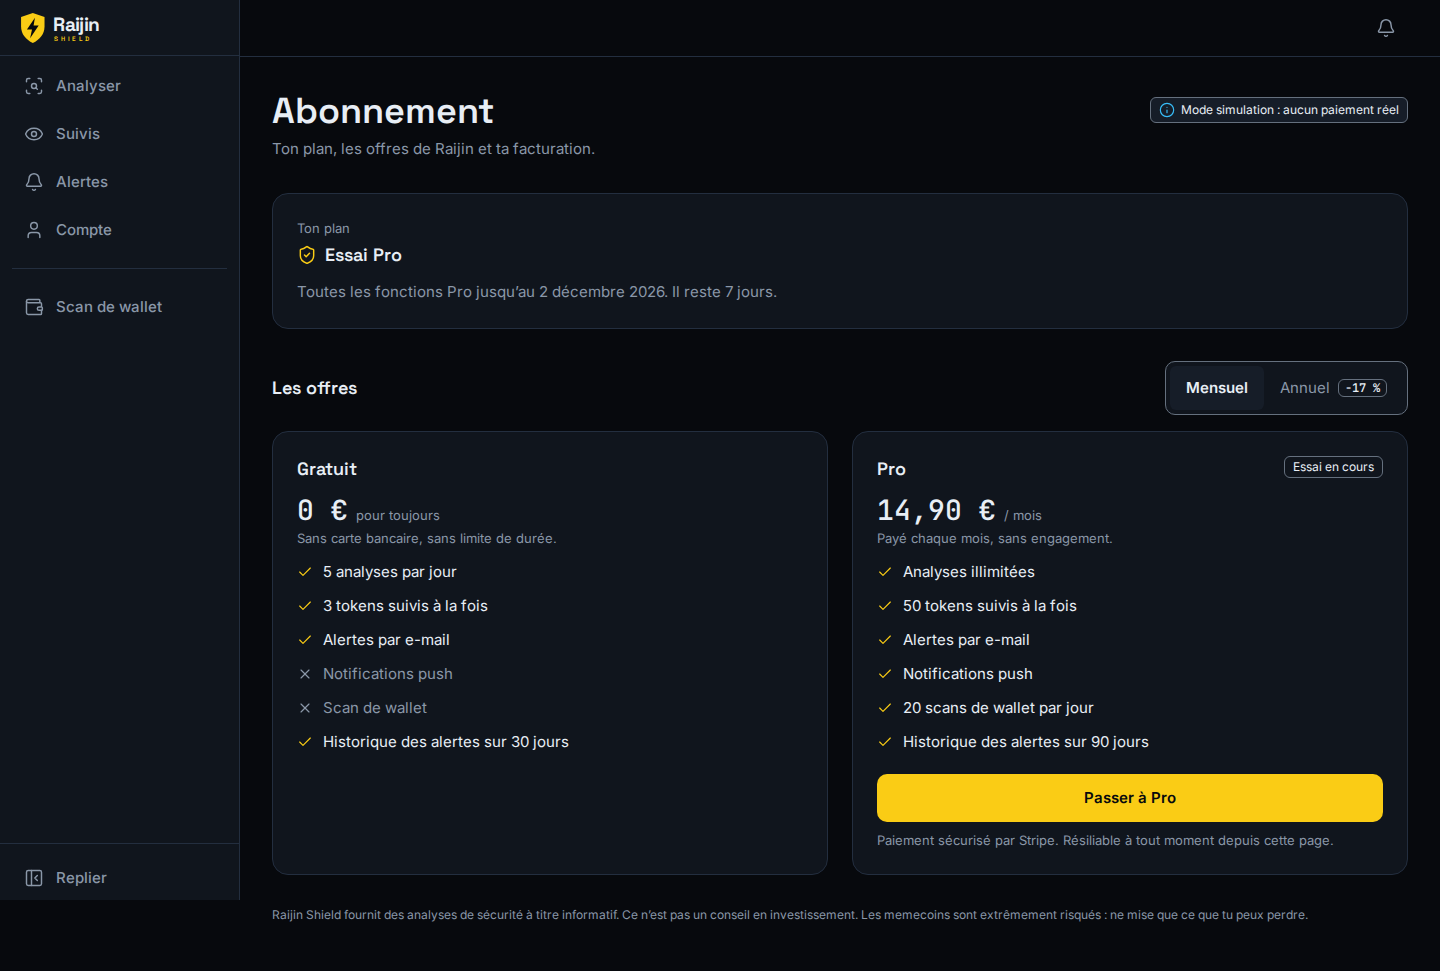 Raijin
SHIELD
Analyser
Suivis
Alertes
Compte
Scan de wallet
Replier
Abonnement
Mode simulation : aucun paiement réel
Ton plan, les offres de Raijin et ta facturation.
Ton plan
Essai Pro
Toutes les fonctions Pro jusqu’au 2 décembre 2026. Il reste 7 jours.
Les offres
Mensuel
Annuel -17 %
Gratuit
0 € pour toujours
Sans carte bancaire, sans limite de durée.
5 analyses par jour
3 tokens suivis à la fois
Alertes par e-mail
Notifications push
Scan de wallet
Historique des alertes sur 30 jours
Pro
Essai en cours
14,90 € / mois
Payé chaque mois, sans engagement.
Analyses illimitées
50 tokens suivis à la fois
Alertes par e-mail
Notifications push
20 scans de wallet par jour
Historique des alertes sur 90 jours
Passer à Pro
Paiement sécurisé par Stripe. Résiliable à tout moment depuis cette page.
Raijin Shield fournit des analyses de sécurité à titre informatif. Ce n’est pas un conseil en investissement. Les memecoins sont extrêmement risqués : ne mise que ce que tu peux perdre.